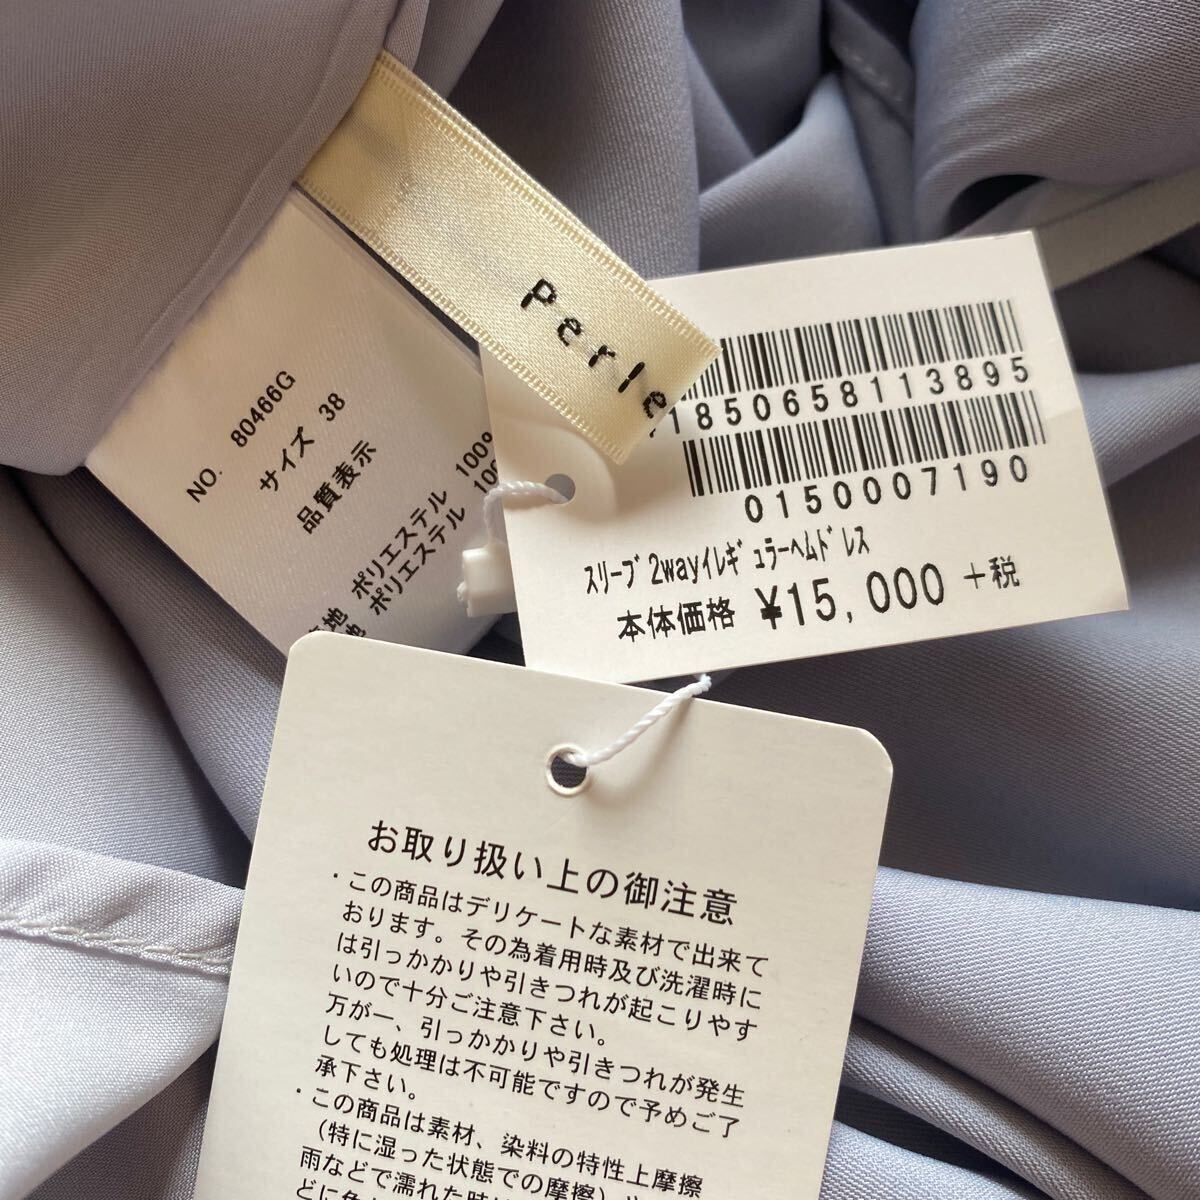 Perle
NO. 80466G
サイズ 38
品質表示
ポリエステル 100%
ポリエステル
1850658113895
0150007190
スリーブ2wayイレギュラーヘムドレス
本体価格 ¥15,000 +税
お取り扱い上の御注意
・この商品はデリケートな素材で出来て
おります。その為着用時及び洗濯時に
は引っかかりや引きつれが起こりやす
いので十分ご注意下さい。
万が一、引っかかりや引きつれが発生
しても処理は不可能ですので予めご了
承下さい。
・この商品は素材、染料の特性上摩擦
(特に湿った状態での摩擦)や
雨などで濡れた時